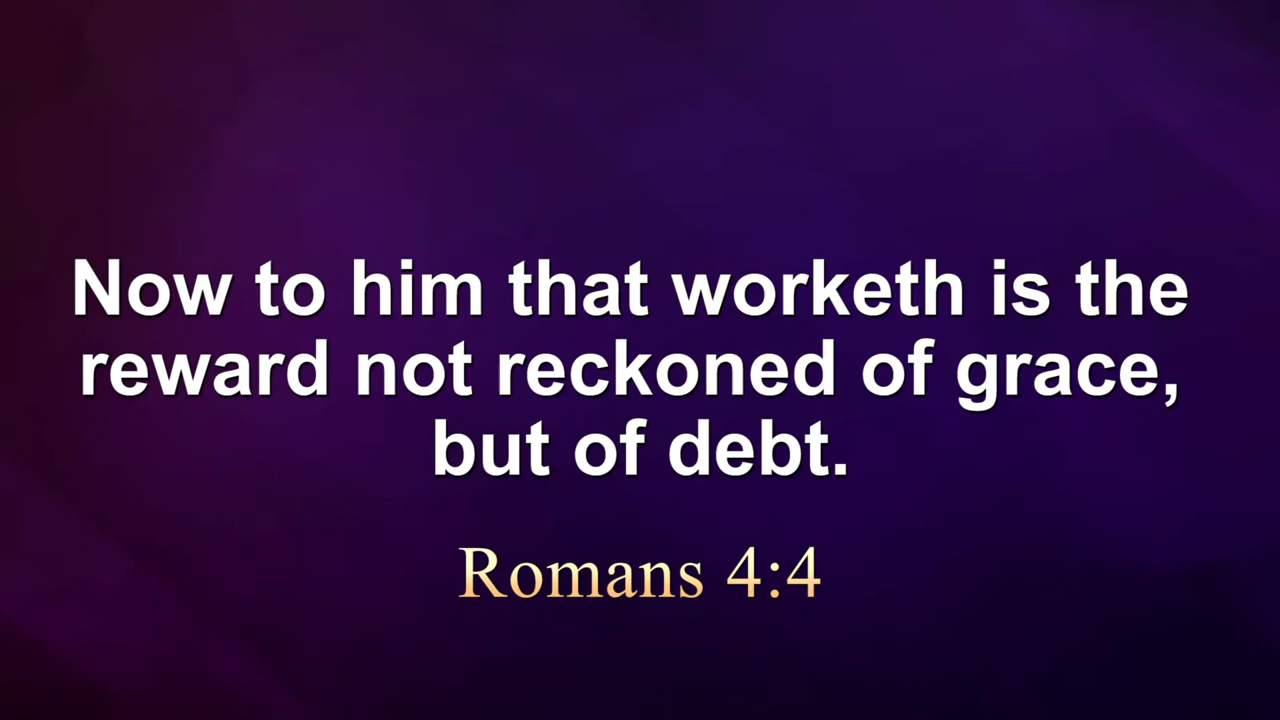 Now to him that worketh is the
reward not reckoned of grace,
but of debt.
Romans 4:4